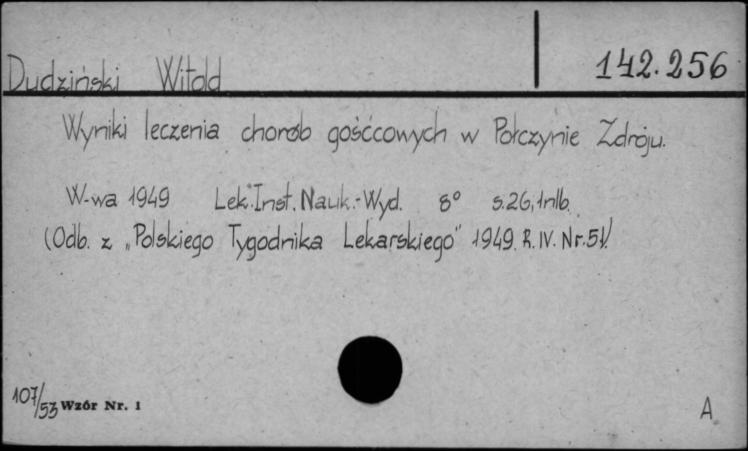 Dudziński Witold 142.256
Wyniki leczenia chorób gośćcowych w Połczynie Zdroju.
W-wa 1949 Lek. Inst. Nauk.-Wyd. 8° s.26,1nlb.
(Odb. z „Polskiego Tygodnika Lekarskiego" 1949. R. IV. Nr.51/
107/53 Wzór Nr. 1 A